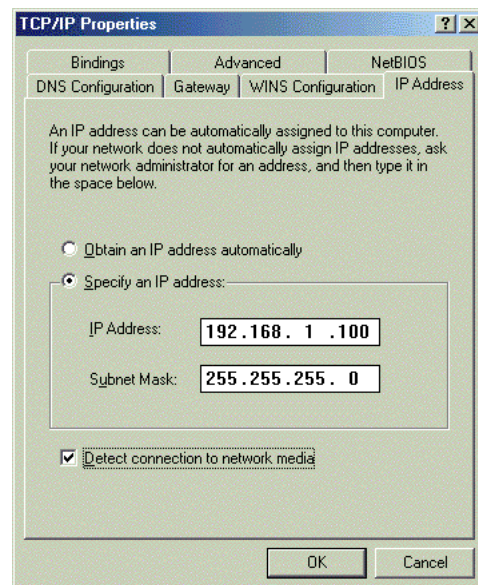 TCP/IP Properties
Bindings Advanced NetBIOS
DNS Configuration Gateway WINS Configuration IP Address
An IP address can be automatically assigned to this computer.
If your network does not automatically assign IP addresses, ask
your network administrator for an address, and then type it in
the space below.
Obtain an IP address automatically
Specify an IP address:
IP Address: 192.168. 1 .100
Subnet Mask: 255.255.255. 0
Detect connection to network media
OK Cancel